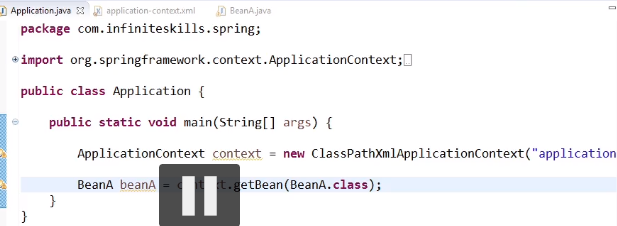 Application.java application-context.xml BeanA.java
package com.infiniteskills.spring;
import org.springframework.context.ApplicationContext;
public class Application {
public static void main(String[] args) {
ApplicationContext context = new ClassPathXmlApplicationContext("application
BeanA beanA = context.getBean(BeanA.class);
}
}